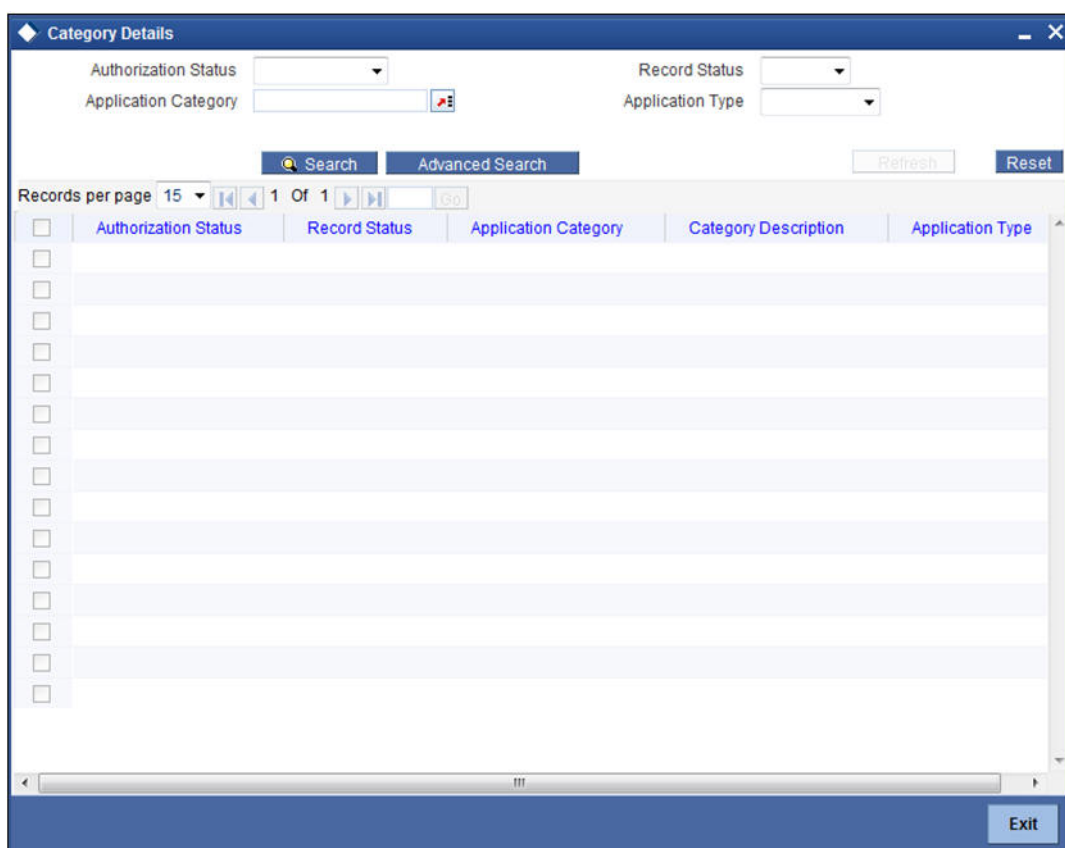 Category Details
Authorization Status Record Status
Application Category Application Type
Search Advanced Search Refresh Reset
Records per page 15 1 Of 1 Go
Authorization Status Record Status Application Category Category Description Application Type
Exit